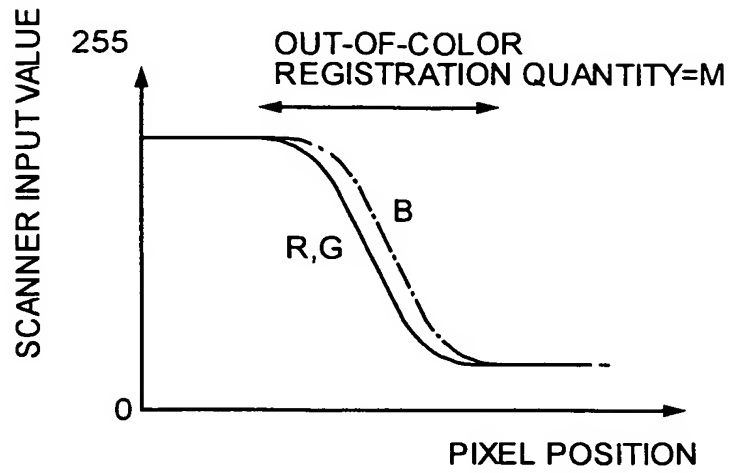 255
OUT-OF-COLOR
REGISTRATION QUANTITY=M
SCANNER INPUT VALUE
B
R,G
0
PIXEL POSITION